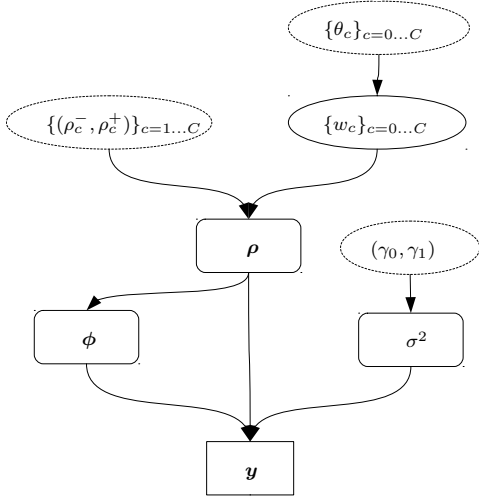 {θ_c}_{c=0...C}
{(ρ_c^-, ρ_c^+)}_{c=1...C}
{w_c}_{c=0...C}
ρ
(γ_0, γ_1)
ϕ
σ^2
y